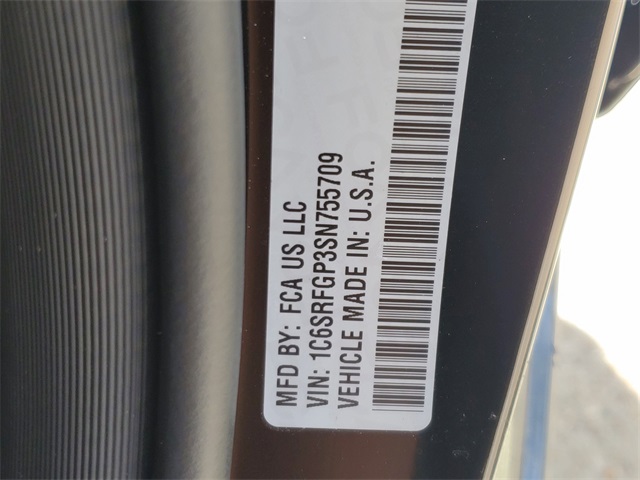 MFD BY: FCA US LLC
VIN: 1C6SRFGP3SN755709
VEHICLE MADE IN: U.S.A.